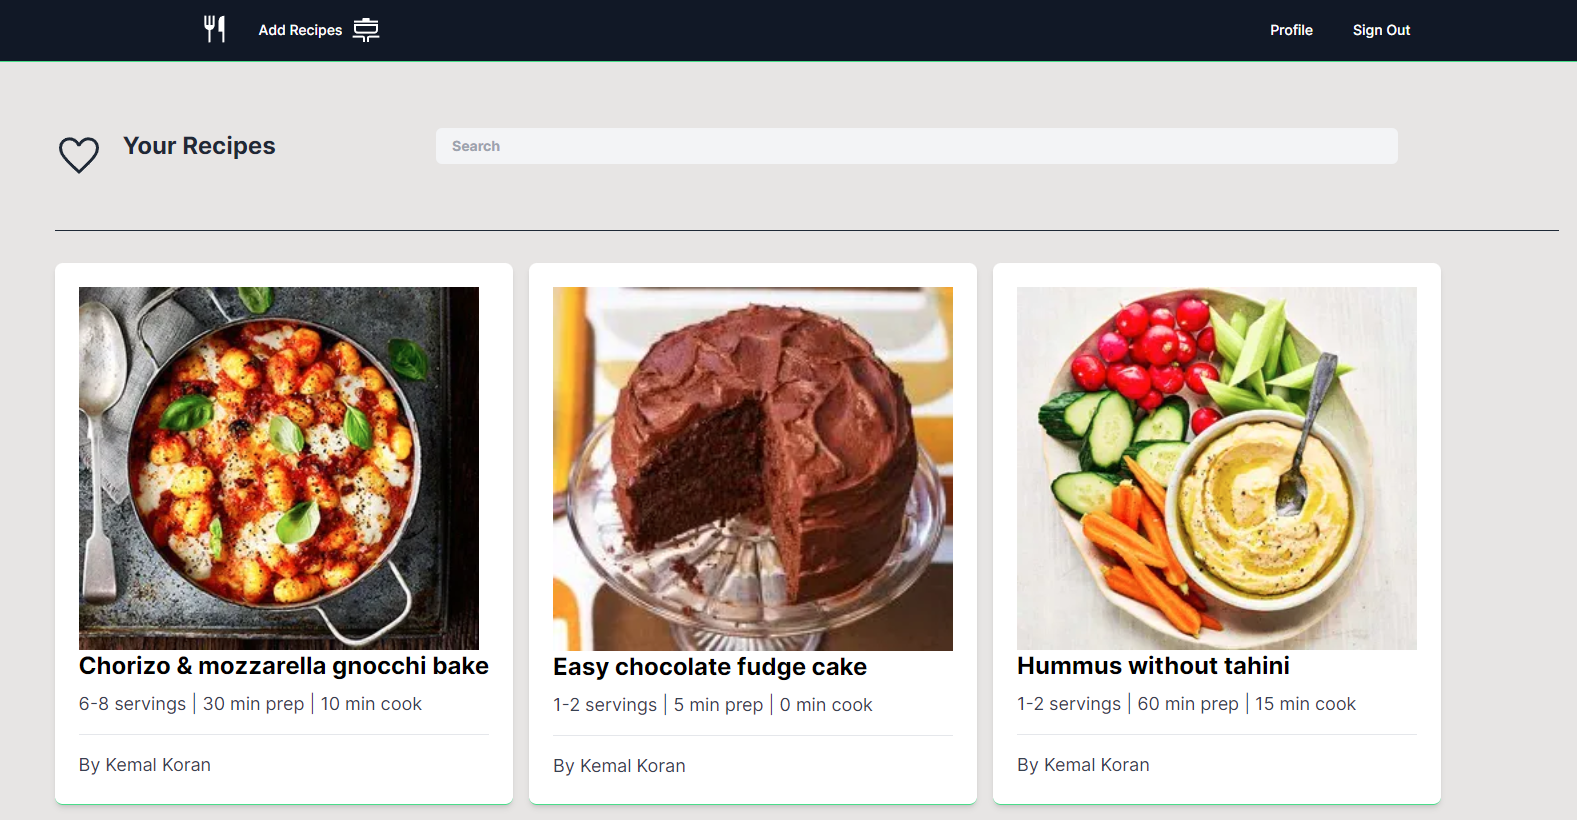 Add Recipes
Profile
Sign Out
Your Recipes
Search
Chorizo & mozzarella gnocchi bake
6-8 servings | 30 min prep | 10 min cook
By Kemal Koran
Easy chocolate fudge cake
1-2 servings | 5 min prep | 0 min cook
By Kemal Koran
Hummus without tahini
1-2 servings | 60 min prep | 15 min cook
By Kemal Koran